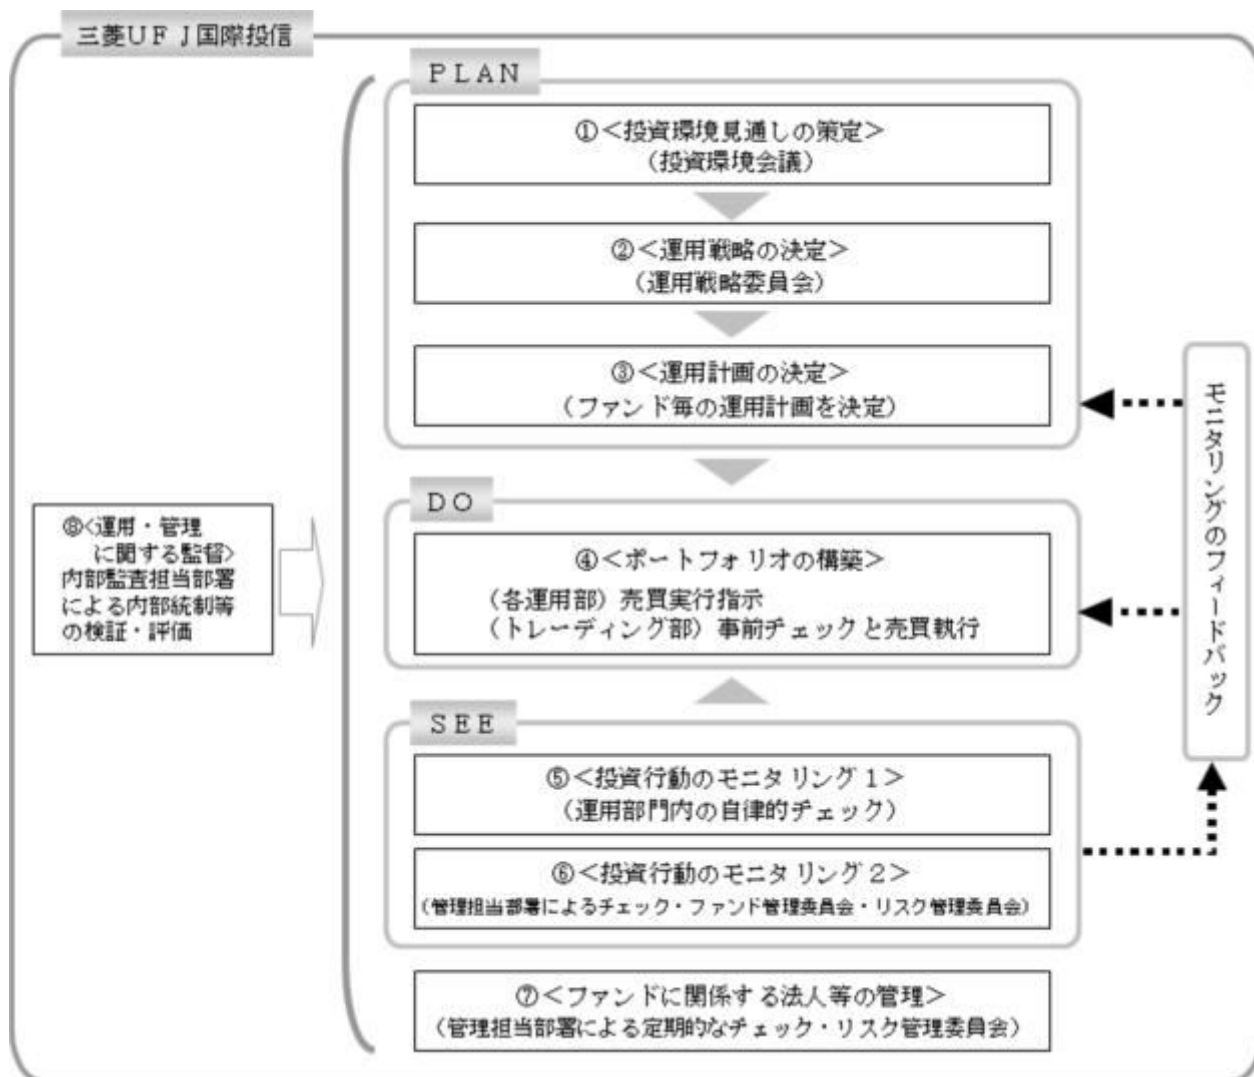 三菱ＵＦＪ国際投信
ＰＬＡＮ
①＜投資環境見通しの策定＞
（投資環境会議）
②＜運用戦略の決定＞
（運用戦略委員会）
③＜運用計画の決定＞
（ファンド毎の運用計画を決定）
ＤＯ
④＜ポートフォリオの構築＞
（各運用部）売買実行指示
（トレーディング部）事前チェックと売買執行
ＳＥＥ
⑤＜投資行動のモニタリング１＞
（運用部門内の自律的チェック）
⑥＜投資行動のモニタリング２＞
（管理担当部署によるチェック・ファンド管理委員会・リスク管理委員会）
⑦＜ファンドに関係する法人等の管理＞
（管理担当部署による定期的なチェック・リスク管理委員会）
⑧＜運用・管理
に関する監督＞
内部監査担当部署
による内部統制等
の検証・評価
モニタリングのフィードバック